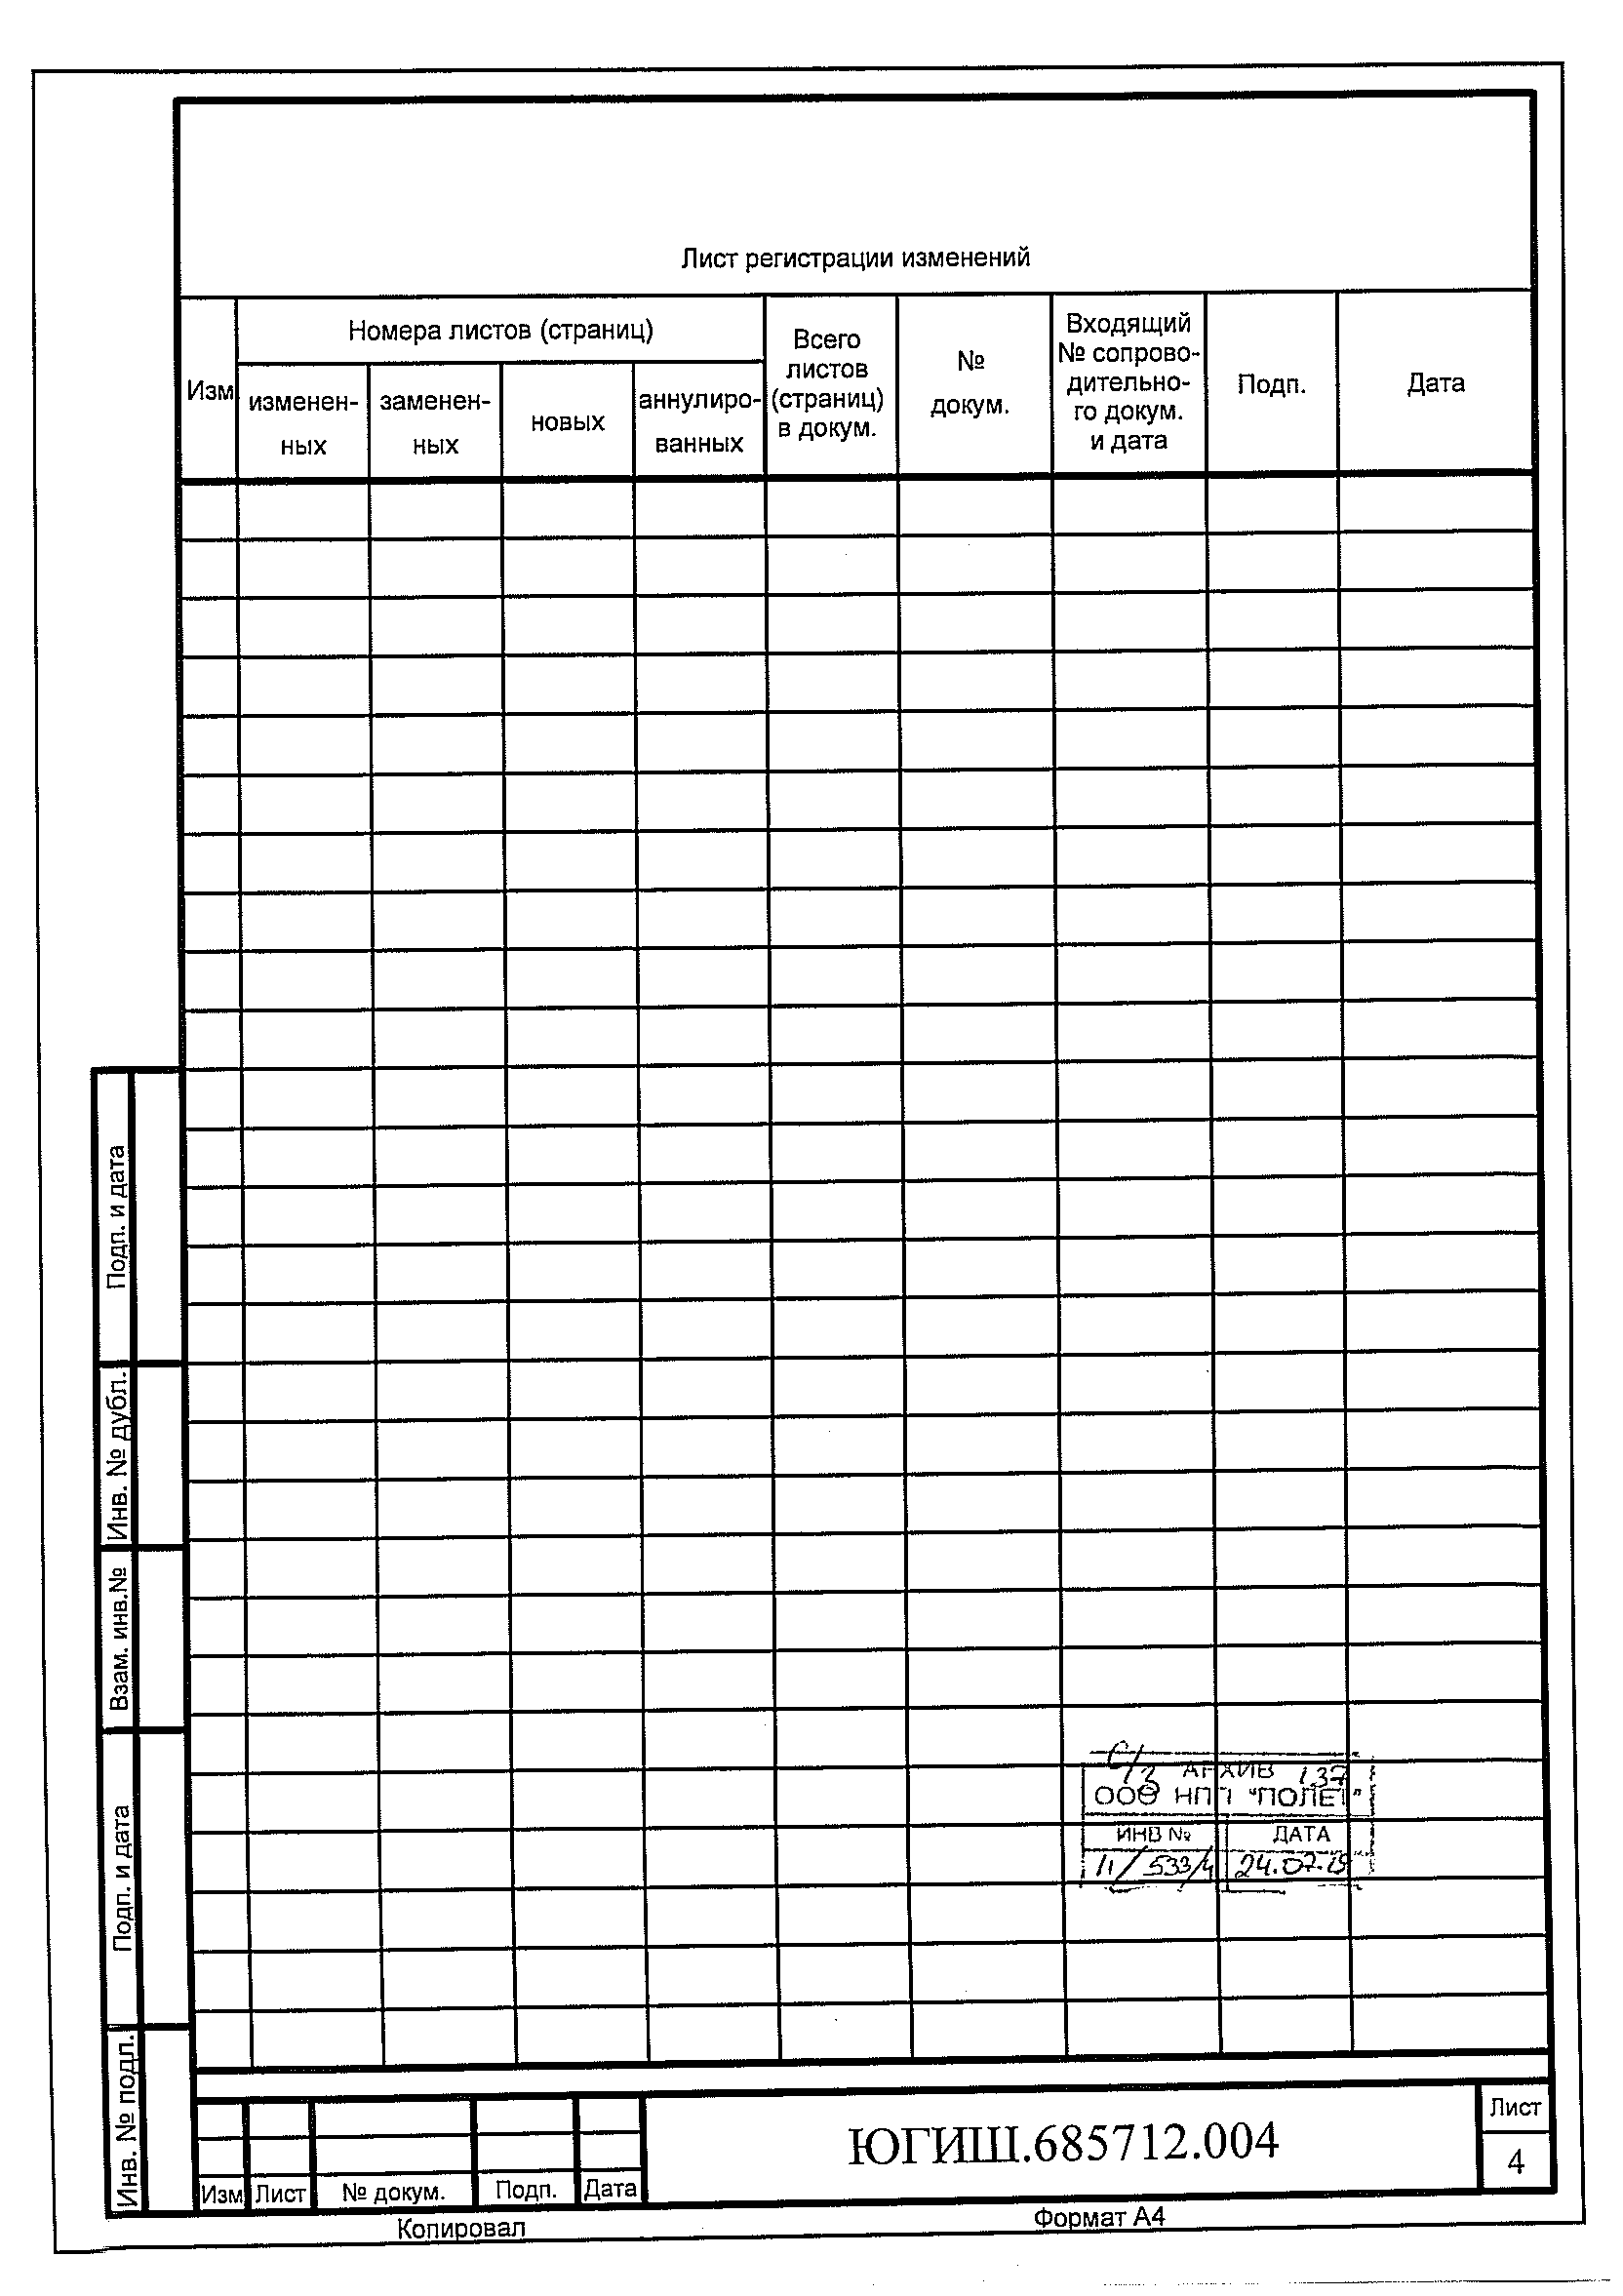 Лист регистрации изменений
Изм
Номера листов (страниц)
изменен-
ных
заменен-
ных
новых
аннулиро-
ванных
Всего
листов
(страниц)
в докум.
№
докум.
Входящий
№ сопрово-
дительно-
го докум.
и дата
Подп.
Дата
Подп. и дата
Инв. № дубл.
Взам. инв.№
Подп. и дата
Инв. № подл.
АРХИВ 137
ООО НПП "ПОЛЕТ"
ИНВ № ДАТА
11/533/4 24.07.
Изм Лист № докум. Подп. Дата
ЮГИШ.685712.004
Лист
4
Копировал
Формат А4